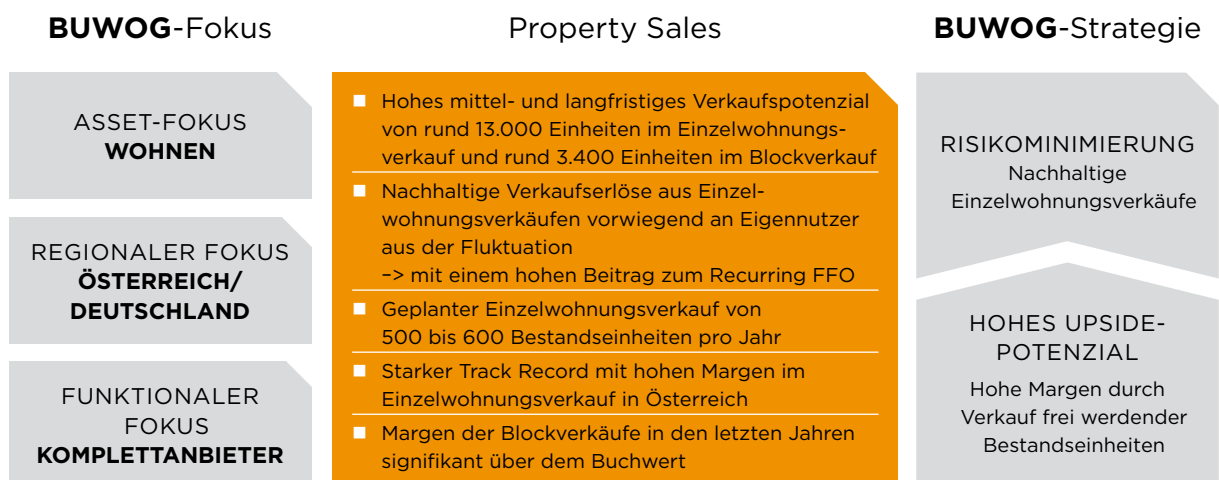 BUWOG-Fokus
ASSET-FOKUS
WOHNEN
REGIONALER FOKUS
ÖSTERREICH/
DEUTSCHLAND
FUNKTIONALER
FOKUS
KOMPLETTANBIETER
Property Sales
■ Hohes mittel- und langfristiges Verkaufspotenzial
von rund 13.000 Einheiten im Einzelwohnungs-
verkauf und rund 3.400 Einheiten im Blockverkauf
■ Nachhaltige Verkaufserlöse aus Einzel-
wohnungsverkäufen vorwiegend an Eigennutzer
aus der Fluktuation
–> mit einem hohen Beitrag zum Recurring FFO
■ Geplanter Einzelwohnungsverkauf von
500 bis 600 Bestandseinheiten pro Jahr
■ Starker Track Record mit hohen Margen im
Einzelwohnungsverkauf in Österreich
■ Margen der Blockverkäufe in den letzten Jahren
signifikant über dem Buchwert
BUWOG-Strategie
RISIKOMINIMIERUNG
Nachhaltige
Einzelwohnungsverkäufe
HOHES UPSIDE-
POTENZIAL
Hohe Margen durch
Verkauf frei werdender
Bestandseinheiten